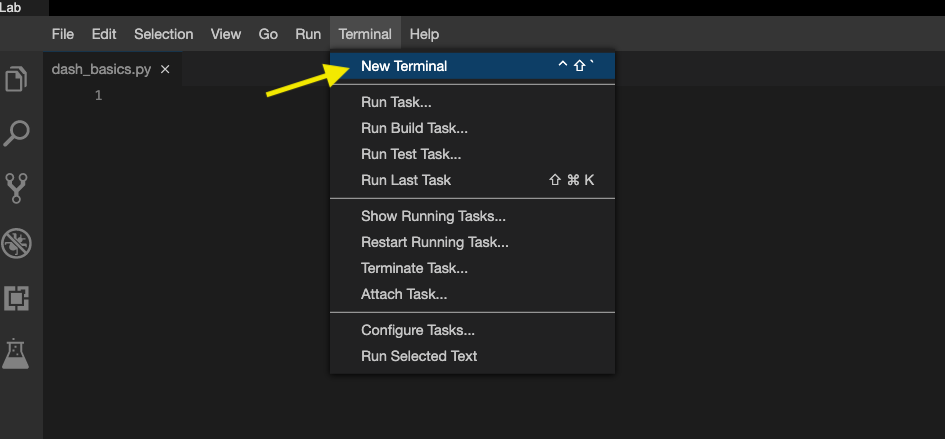 Lab
File Edit Selection View Go Run Terminal Help
dash_basics.py ×
1
New Terminal ^ ⇧ `
Run Task...
Run Build Task...
Run Test Task...
Run Last Task ⇧ ⌘ K
Show Running Tasks...
Restart Running Task...
Terminate Task...
Attach Task...
Configure Tasks...
Run Selected Text